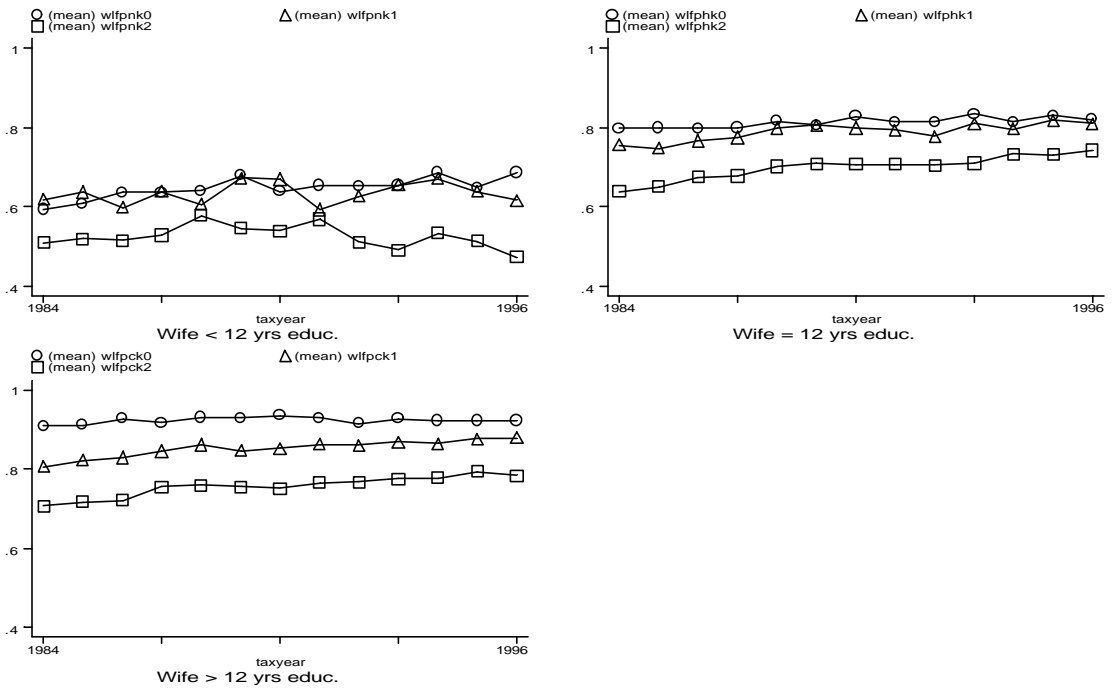 (mean) wlfpnk0 (mean) wlfpnk1
(mean) wlfpnk2
1
.8
.6
.4
1984 1996
taxyear
Wife < 12 yrs educ.
(mean) wlfphk0 (mean) wlfphk1
(mean) wlfphk2
1
.8
.6
.4
1984 1996
taxyear
Wife = 12 yrs educ.
(mean) wlfpck0 (mean) wlfpck1
(mean) wlfpck2
1
.8
.6
.4
1984 1996
taxyear
Wife > 12 yrs educ.